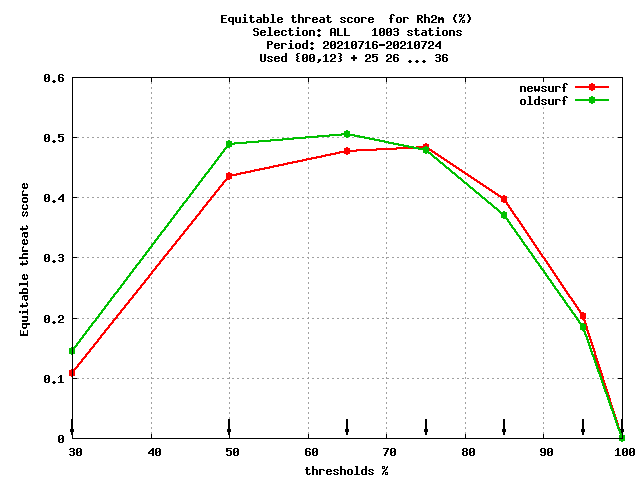 Equitable threat score  for Rh2m (%)
Selection: ALL   1003 stations
Period: 20210716-20210724
Used {00,12} + 25 26 ... 36
newsurf
oldsurf
Equitable threat score
0.6
0.5
0.4
0.3
0.2
0.1
0
30 40 50 60 70 80 90 100
thresholds %